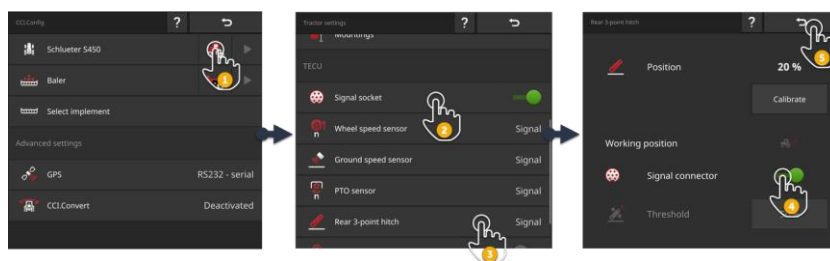 CCI.Config ?
Schlueter S450
1
Baler
Select implement
Advanced settings
GPS RS232 - serial
CCI.Convert Deactivated
Tractor settings ?
Mountings
TECU
Signal socket
2
n Wheel speed sensor Signal
Ground speed sensor Signal
n PTO sensor Signal
Rear 3-point hitch Signal
3
Rear 3-point hitch ?
5
Position 20 %
Calibrate
Working position
Signal connector
4
Threshold